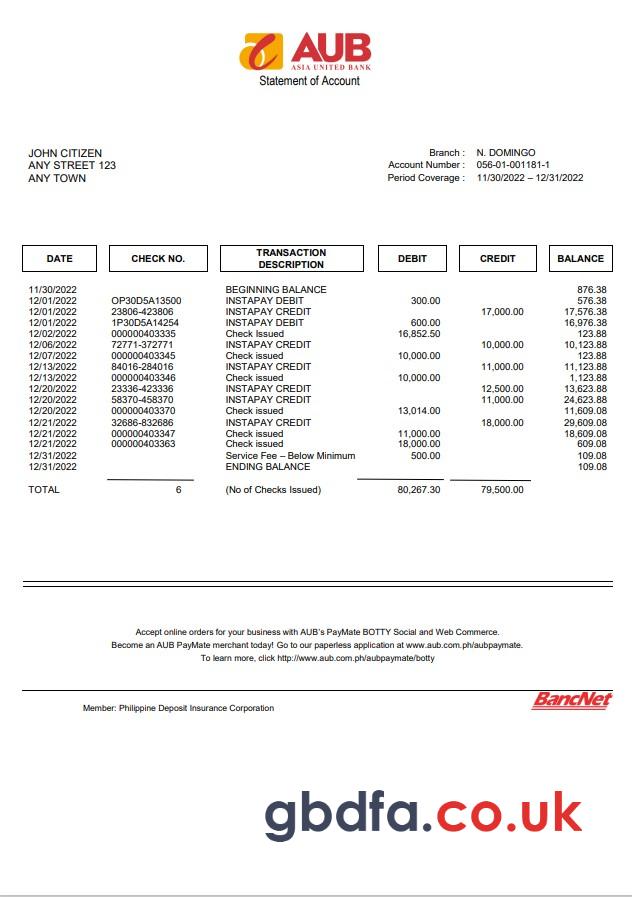 a AUB
ASIA UNITED BANK
Statement of Account
JOHN CITIZEN
ANY STREET 123
ANY TOWN
Branch : N. DOMINGO
Account Number : 056-01-001181-1
Period Coverage : 11/30/2022 – 12/31/2022
DATE CHECK NO. TRANSACTION DESCRIPTION DEBIT CREDIT BALANCE
11/30/2022 BEGINNING BALANCE 876.38
12/01/2022 OP30D5A13500 INSTAPAY DEBIT 300.00 576.38
12/01/2022 23806-423806 INSTAPAY CREDIT 17,000.00 17,576.38
12/01/2022 1P30D5A14254 INSTAPAY DEBIT 600.00 16,976.38
12/02/2022 000000403335 Check Issued 16,852.50 123.88
12/06/2022 72771-372771 INSTAPAY CREDIT 10,000.00 10,123.88
12/07/2022 000000403345 Check issued 10,000.00 123.88
12/13/2022 84016-284016 INSTAPAY CREDIT 11,000.00 11,123.88
12/13/2022 000000403346 Check issued 10,000.00 1,123.88
12/20/2022 23336-423336 INSTAPAY CREDIT 12,500.00 13,623.88
12/20/2022 58370-458370 INSTAPAY CREDIT 11,000.00 24,623.88
12/20/2022 000000403370 Check issued 13,014.00 11,609.08
12/21/2022 32686-832686 INSTAPAY CREDIT 18,000.00 29,609.08
12/21/2022 000000403347 Check issued 11,000.00 18,609.08
12/21/2022 000000403363 Check issued 18,000.00 609.08
12/31/2022 Service Fee – Below Minimum 500.00 109.08
12/31/2022 ENDING BALANCE 109.08
TOTAL 6 (No of Checks Issued) 80,267.30 79,500.00
Accept online orders for your business with AUB's PayMate BOTTY Social and Web Commerce.
Become an AUB PayMate merchant today! Go to our paperless application at www.aub.com.ph/aubpaymate.
To learn more, click http://www.aub.com.ph/aubpaymate/botty
Member: Philippine Deposit Insurance Corporation
BancNet
gbdfa.co.uk